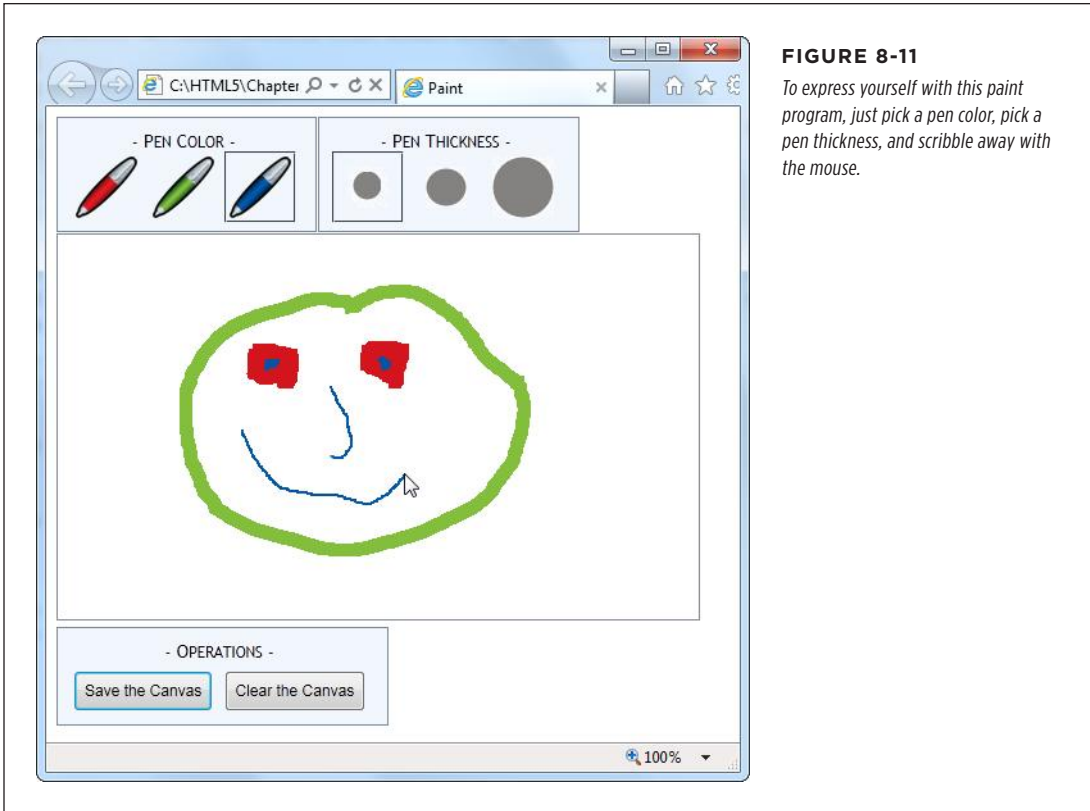 C:\HTML5\Chapter
Paint
- PEN COLOR -
- PEN THICKNESS -
- OPERATIONS -
Save the Canvas
Clear the Canvas
100%
FIGURE 8-11
To express yourself with this paint
program, just pick a pen color, pick a
pen thickness, and scribble away with
the mouse.